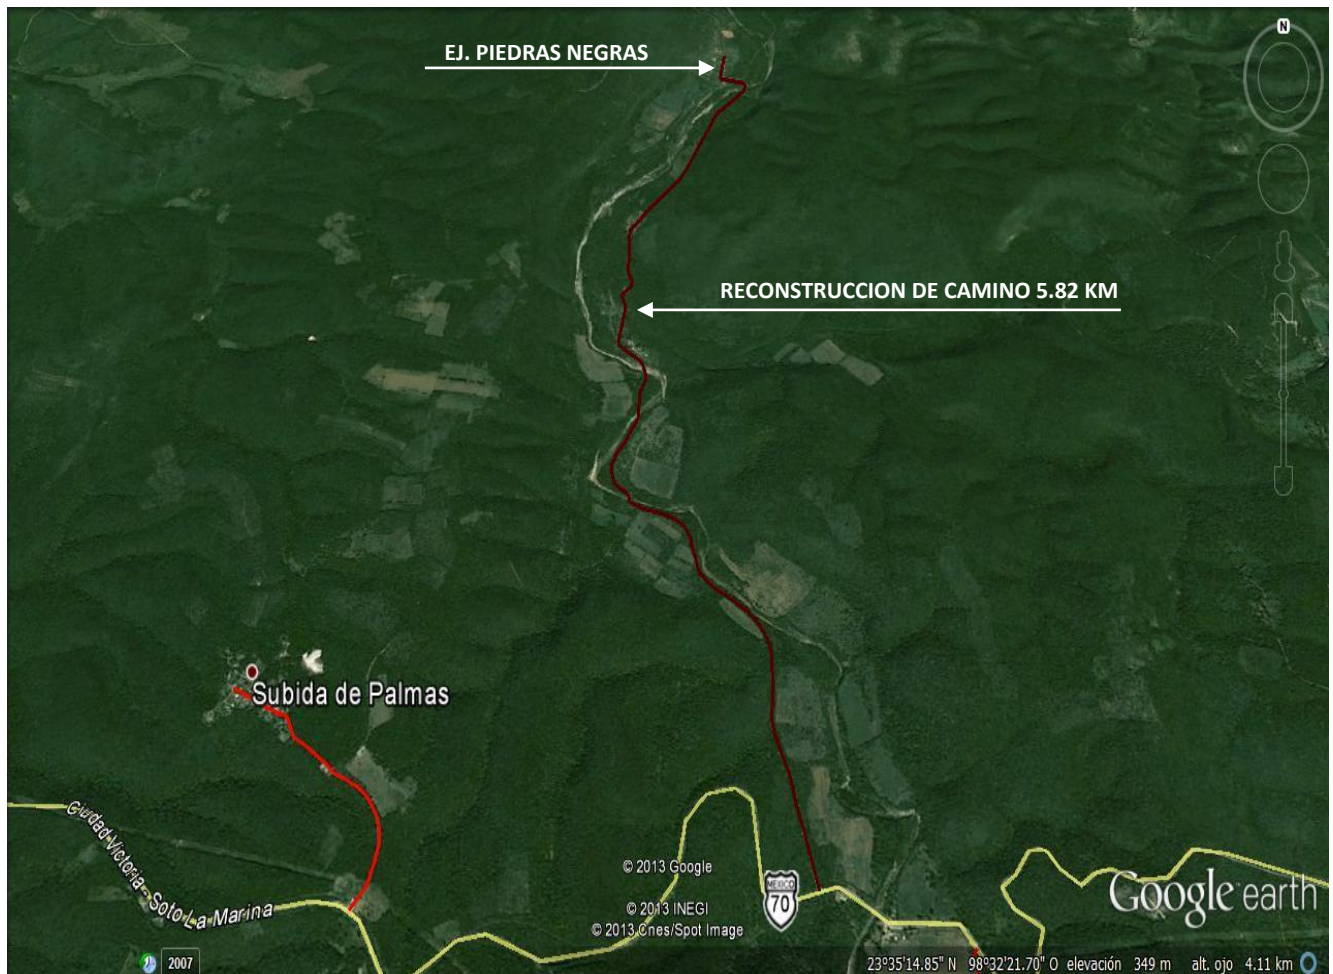 N
EJ. PIEDRAS NEGRAS
RECONSTRUCCION DE CAMINO 5.82 KM
Subida de Palmas
Ciudad Victoria - Soto La Marina
© 2013 Google
© 2013 INEGI
© 2013 Cnes/Spot Image
MEXICO
70
Google earth
2007
23°35'14.85" N 98°32'21.70" O elevación 349 m alt. ojo 4.11 km